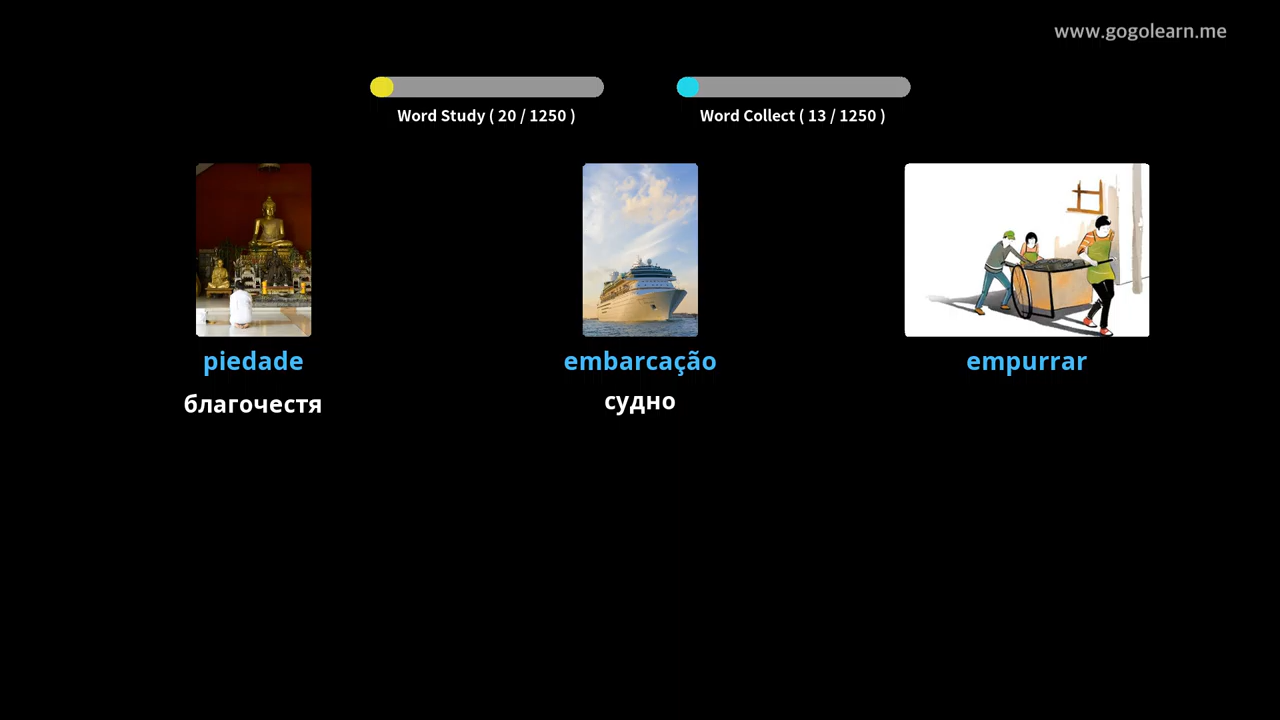 www.gogolearn.me
Word Study ( 20 / 1250 )
Word Collect ( 13 / 1250 )
piedade
embarcação
empurrar
благочестя
судно